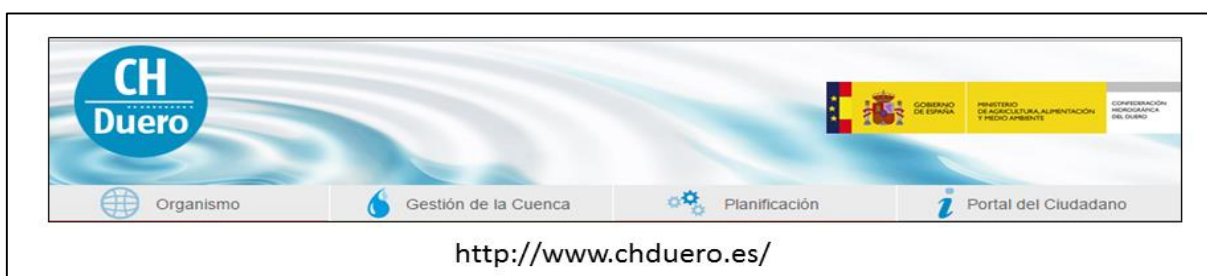 CH
Duero
GOBIERNO
DE ESPAÑA
MINISTERIO
DE AGRICULTURA, ALIMENTACIÓN
Y MEDIO AMBIENTE
CONFEDERACIÓN
HIDROGRÁFICA
DEL DUERO
Organismo
Gestión de la Cuenca
Planificación
Portal del Ciudadano
http://www.chduero.es/